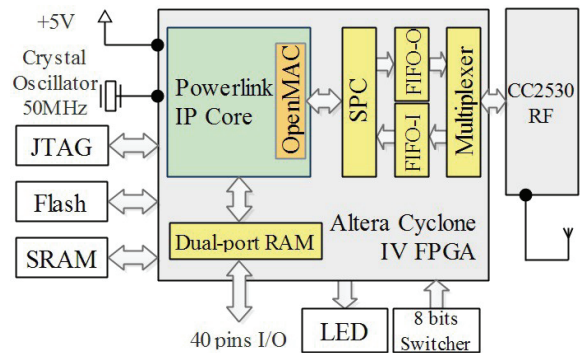 +5V
Crystal
Oscillator
50MHz
JTAG
Flash
SRAM
Powerlink
IP Core
OpenMAC
SPC
FIFO-O
FIFO-I
Multiplexer
CC2530
RF
Dual-port RAM
Altera Cyclone
IV FPGA
40 pins I/O
LED
8 bits
Switcher